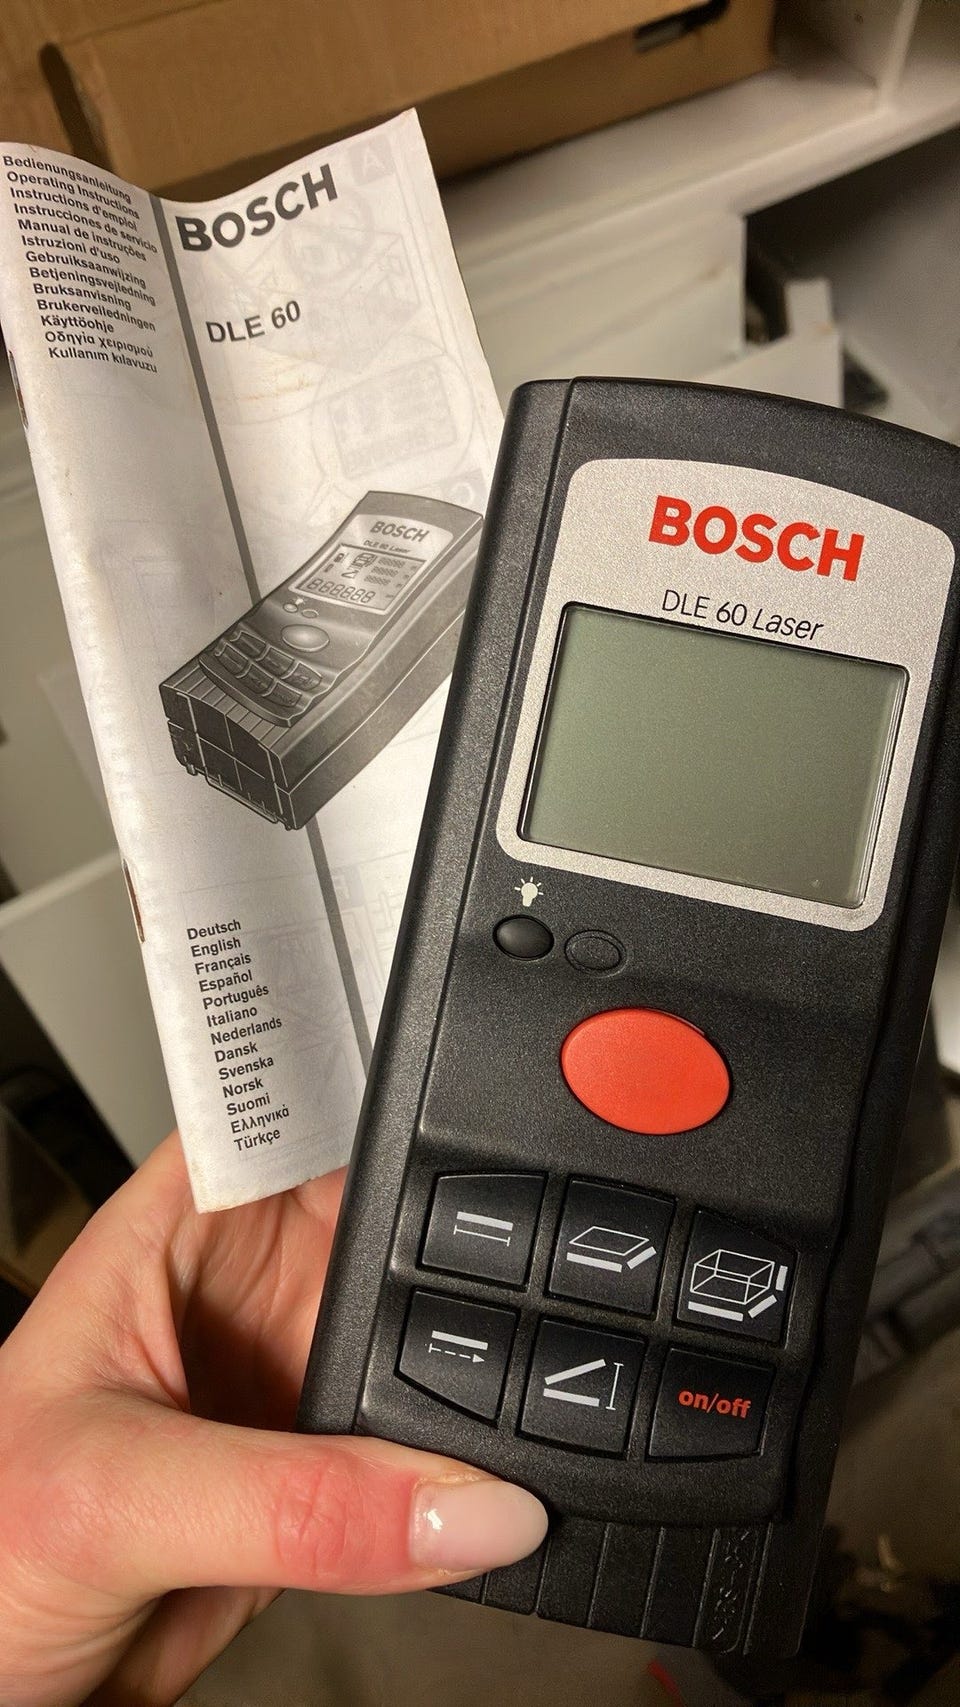 Bedienungsanleitung
Operating Instructions
Instructions d'emploi
Instrucciones de servicio
Manual de instruções
Istruzioni d'uso
Gebruiksaanwijzing
Betjeningsvejledning
Bruksanvisning
Brukerveiledningen
Käyttöohje
Οδηγία χειρισμού
Kullanım kılavuzu
BOSCH
DLE 60
BOSCH
DLE 60 Laser
888888
Deutsch
English
Français
Español
Português
Italiano
Nederlands
Dansk
Svenska
Norsk
Suomi
Ελληνικά
Türkçe
BOSCH
DLE 60 Laser
on/off